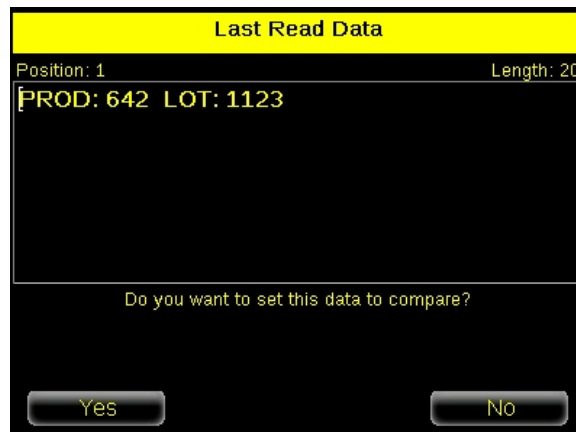 Last Read Data
Position: 1 Length: 20
PROD: 642 LOT: 1123
Do you want to set this data to compare?
Yes No